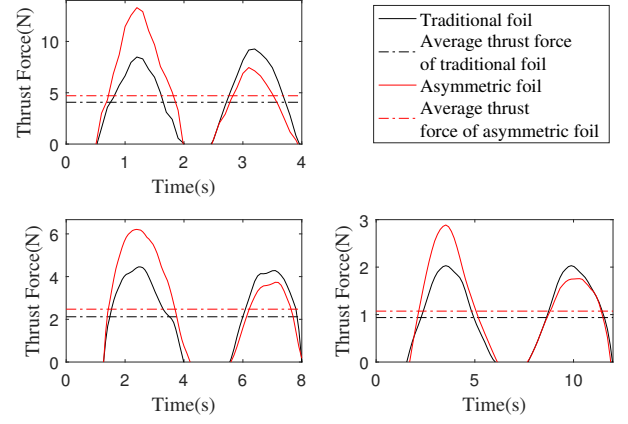 Thrust Force(N)
10
5
0
0
1
2
3
4
Time(s)
Traditional foil
Average thrust force
of traditional foil
Asymmetric foil
Average thrust
force of asymmetric foil
Thrust Force(N)
6
4
2
0
0
2
4
6
8
Time(s)
Thrust Force(N)
3
2
1
0
0
5
10
Time(s)